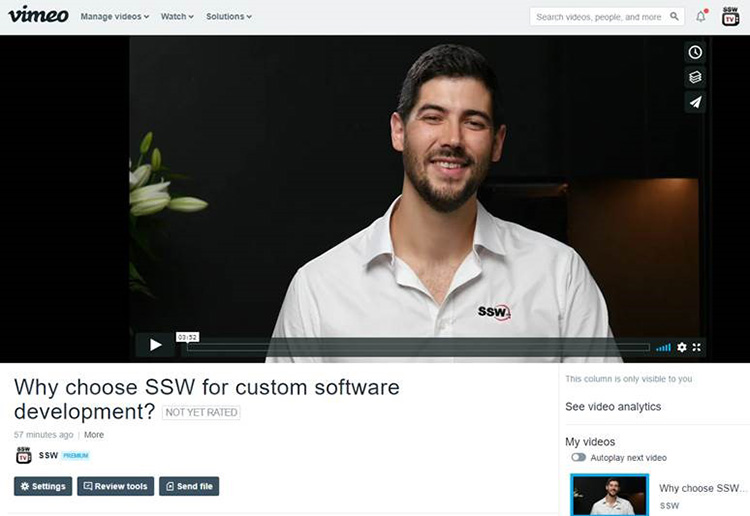 vimeo
Manage videos
Watch
Solutions
Search videos, people, and more
SSW
TV
SSW
03:52
Why choose SSW for custom software
development? NOT YET RATED
57 minutes ago | More
SSW
TV
SSW PREMIUM
Settings
Review tools
Send file
This column is only visible to you
See video analytics
My videos
Autoplay next video
Why choose SSW...
SSW